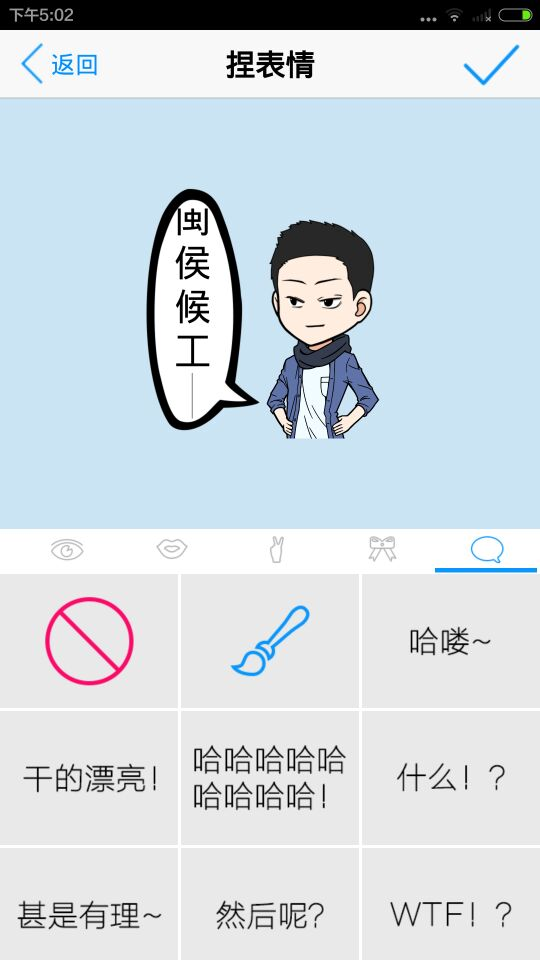 下午5:02
返回
捏表情
闽侯候工
哈喽~
干的漂亮!
哈哈哈哈哈
哈哈哈哈!
什么!?
甚是有理~
然后呢?
WTF!?